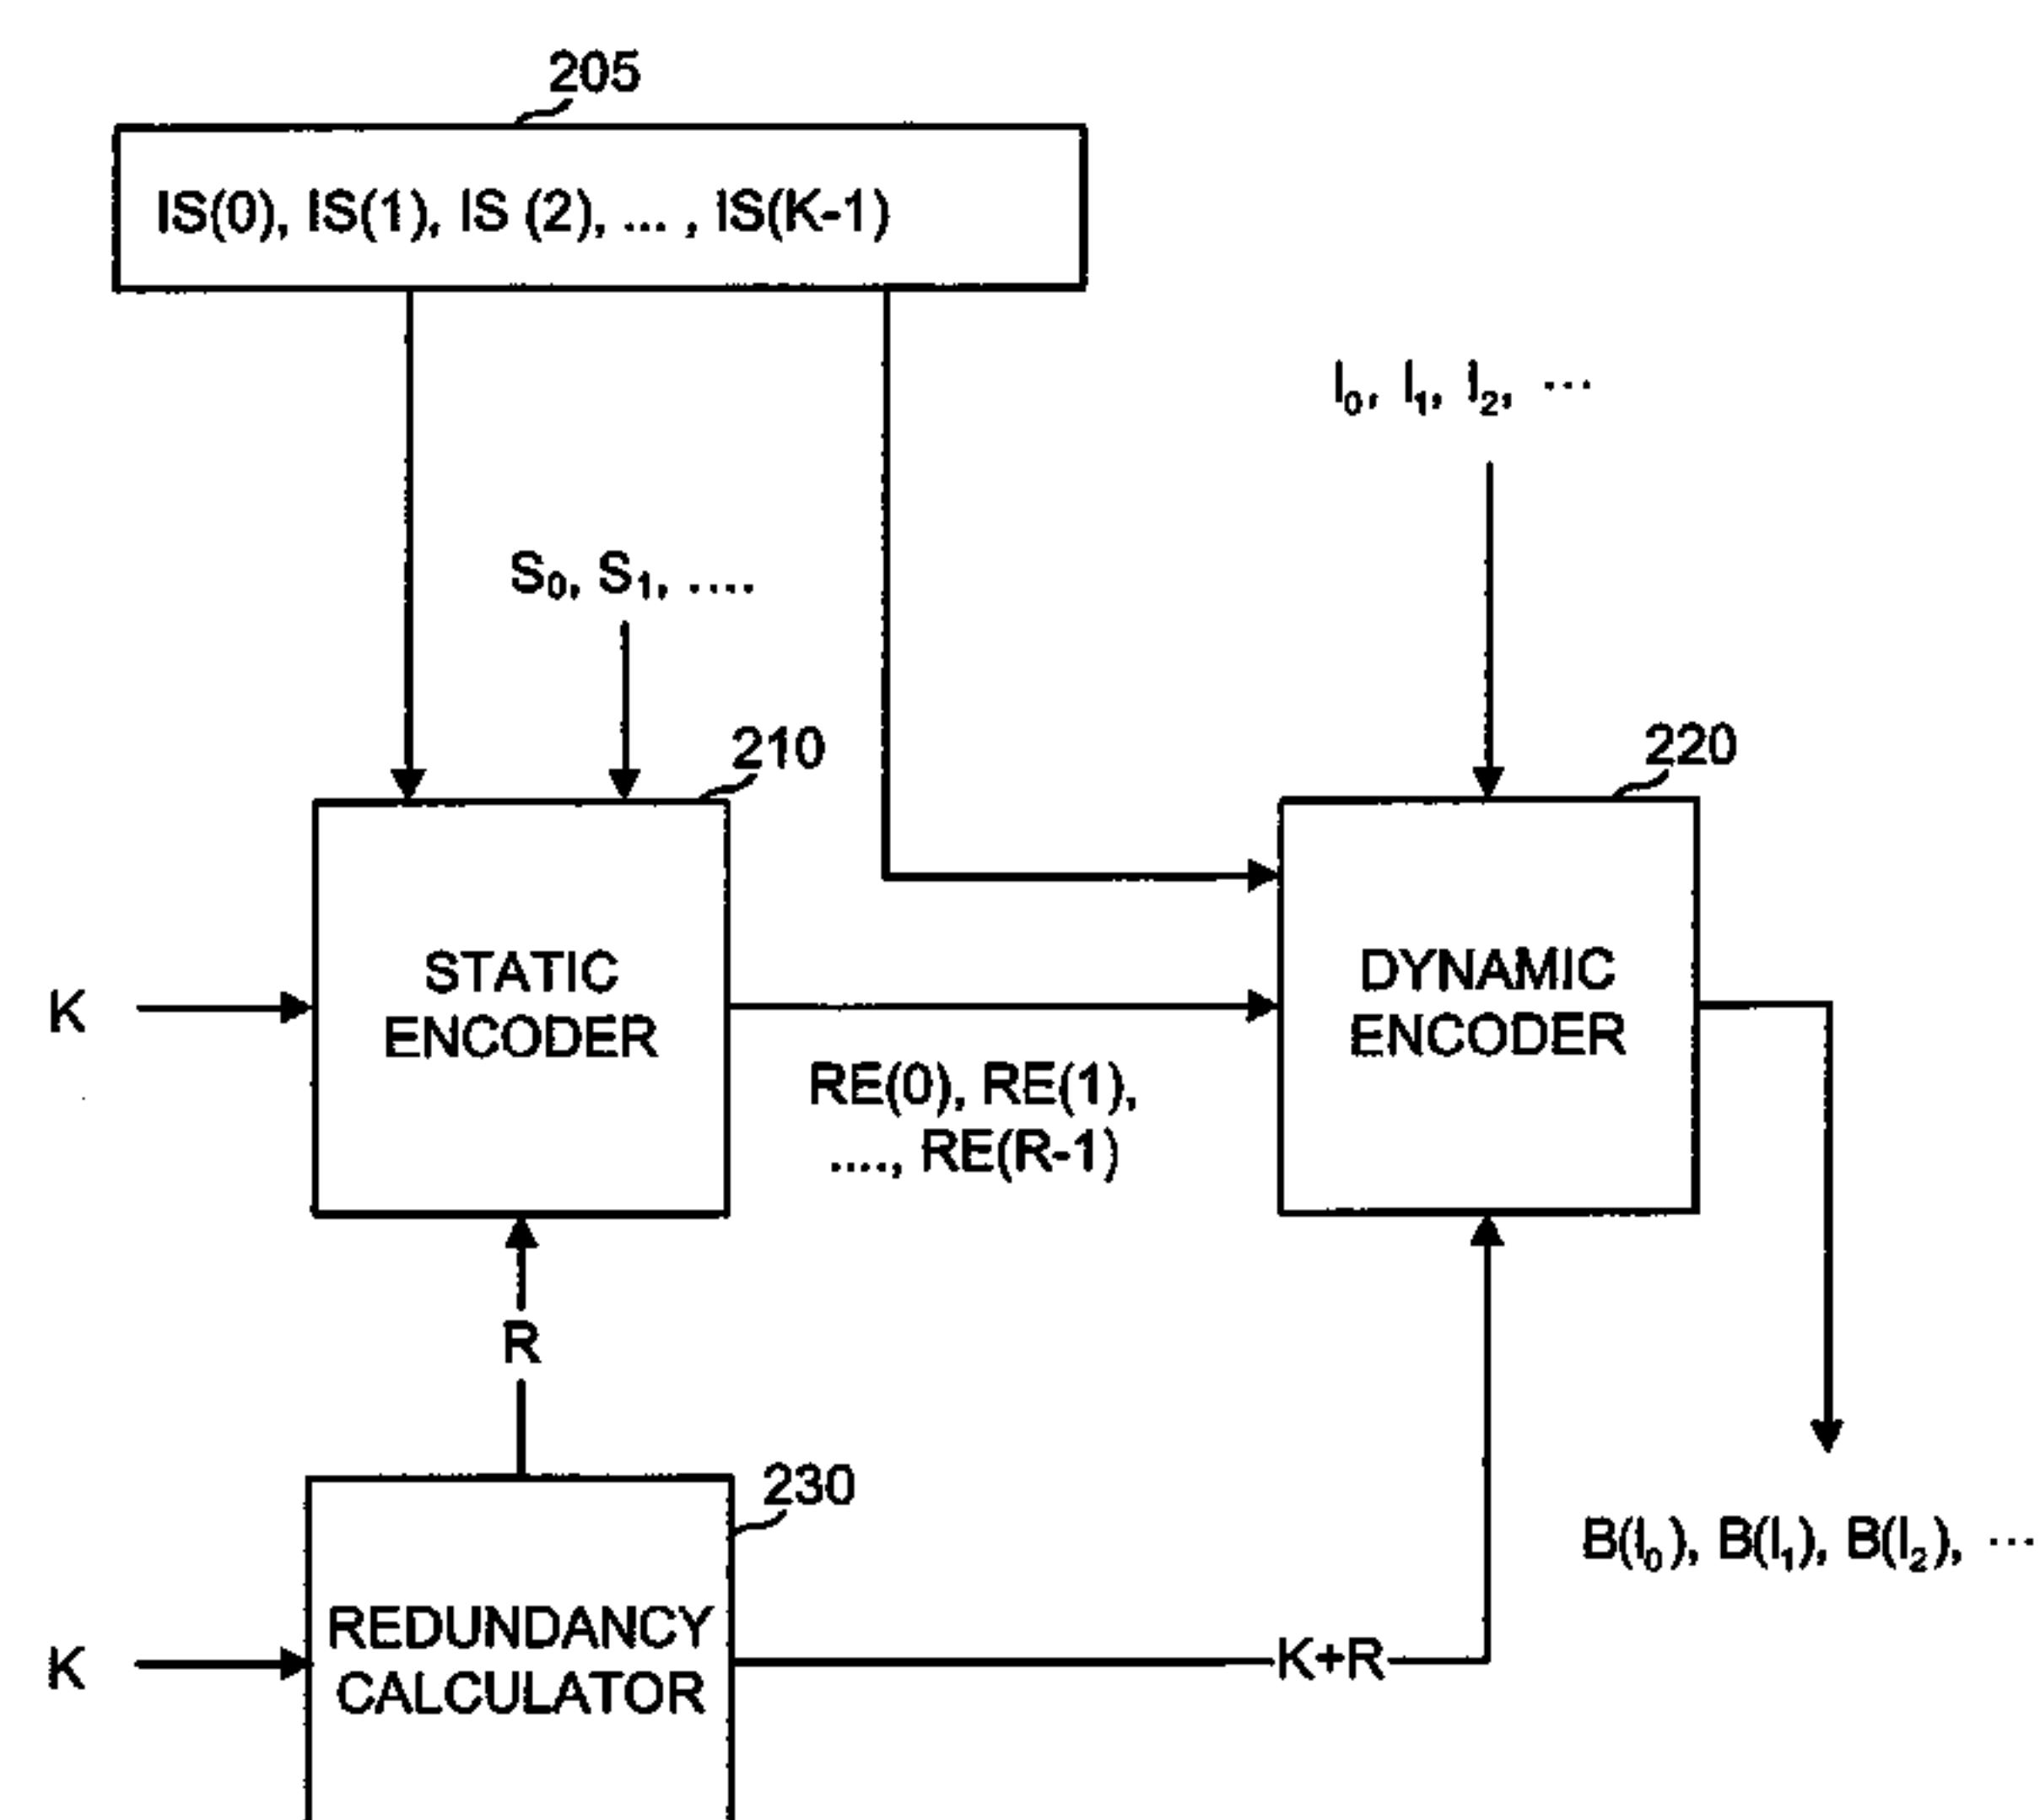 205
IS(0), IS(1), IS (2), ... , IS(K-1)
I₀, I₁, I₂, ...
S₀, S₁, ....
210
220
STATIC
ENCODER
DYNAMIC
ENCODER
K
RE(0), RE(1),
...., RE(R-1)
R
230
B(I₀), B(I₁), B(I₂), ...
REDUNDANCY
CALCULATOR
K
K+R